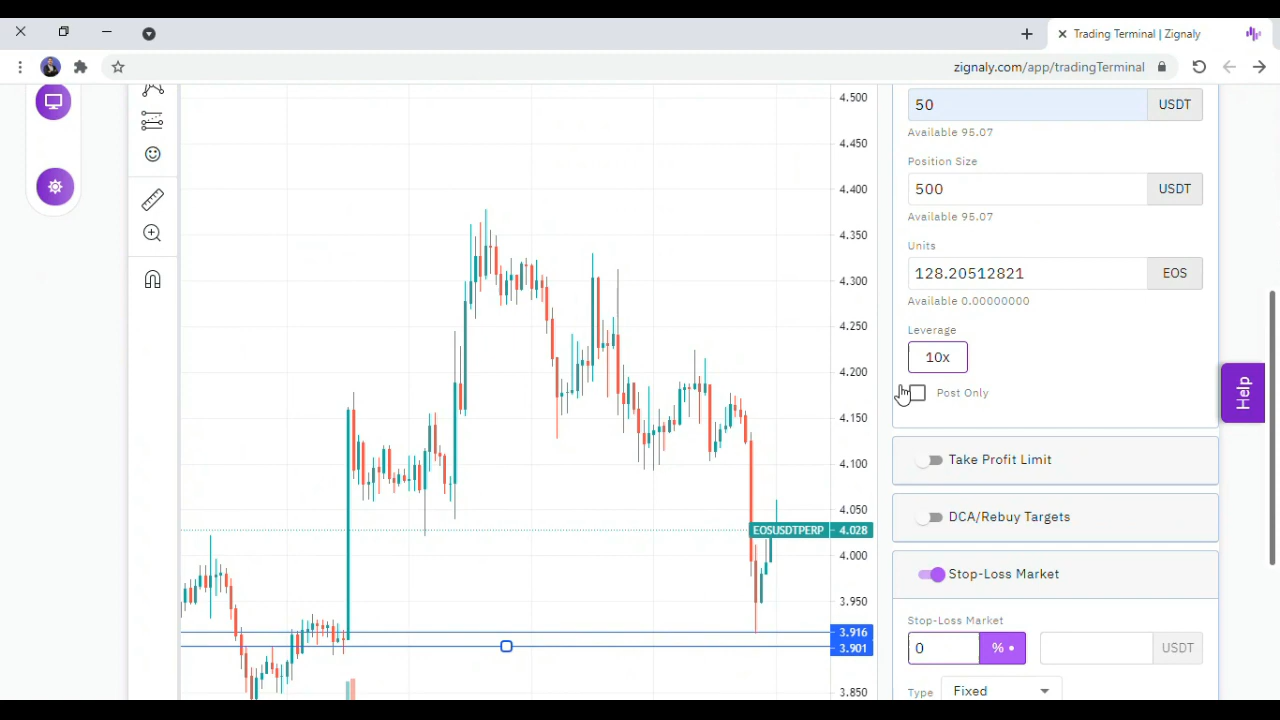 Trading Terminal | Zignaly
zignaly.com/app/tradingTerminal
50 USDT
Available 95.07
Position Size
500 USDT
Available 95.07
Units
128.20512821 EOS
Available 0.00000000
Leverage
10x
Post Only
Take Profit Limit
DCA/Rebuy Targets
Stop-Loss Market
Stop-Loss Market
0 % • USDT
Type Fixed
Help
4.500
4.450
4.400
4.350
4.300
4.250
4.200
4.150
4.100
4.050
EOSUSDTPERP 4.028
4.000
3.950
3.916
3.901
3.850